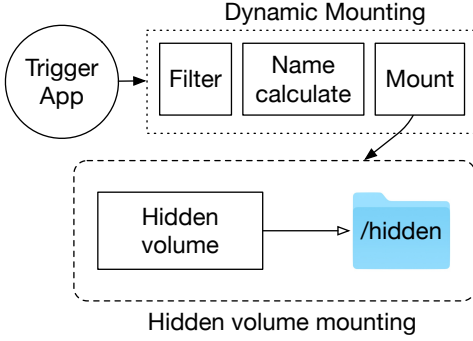 Dynamic Mounting
Trigger
App
Filter
Name
calculate
Mount
Hidden
volume
/hidden
Hidden volume mounting